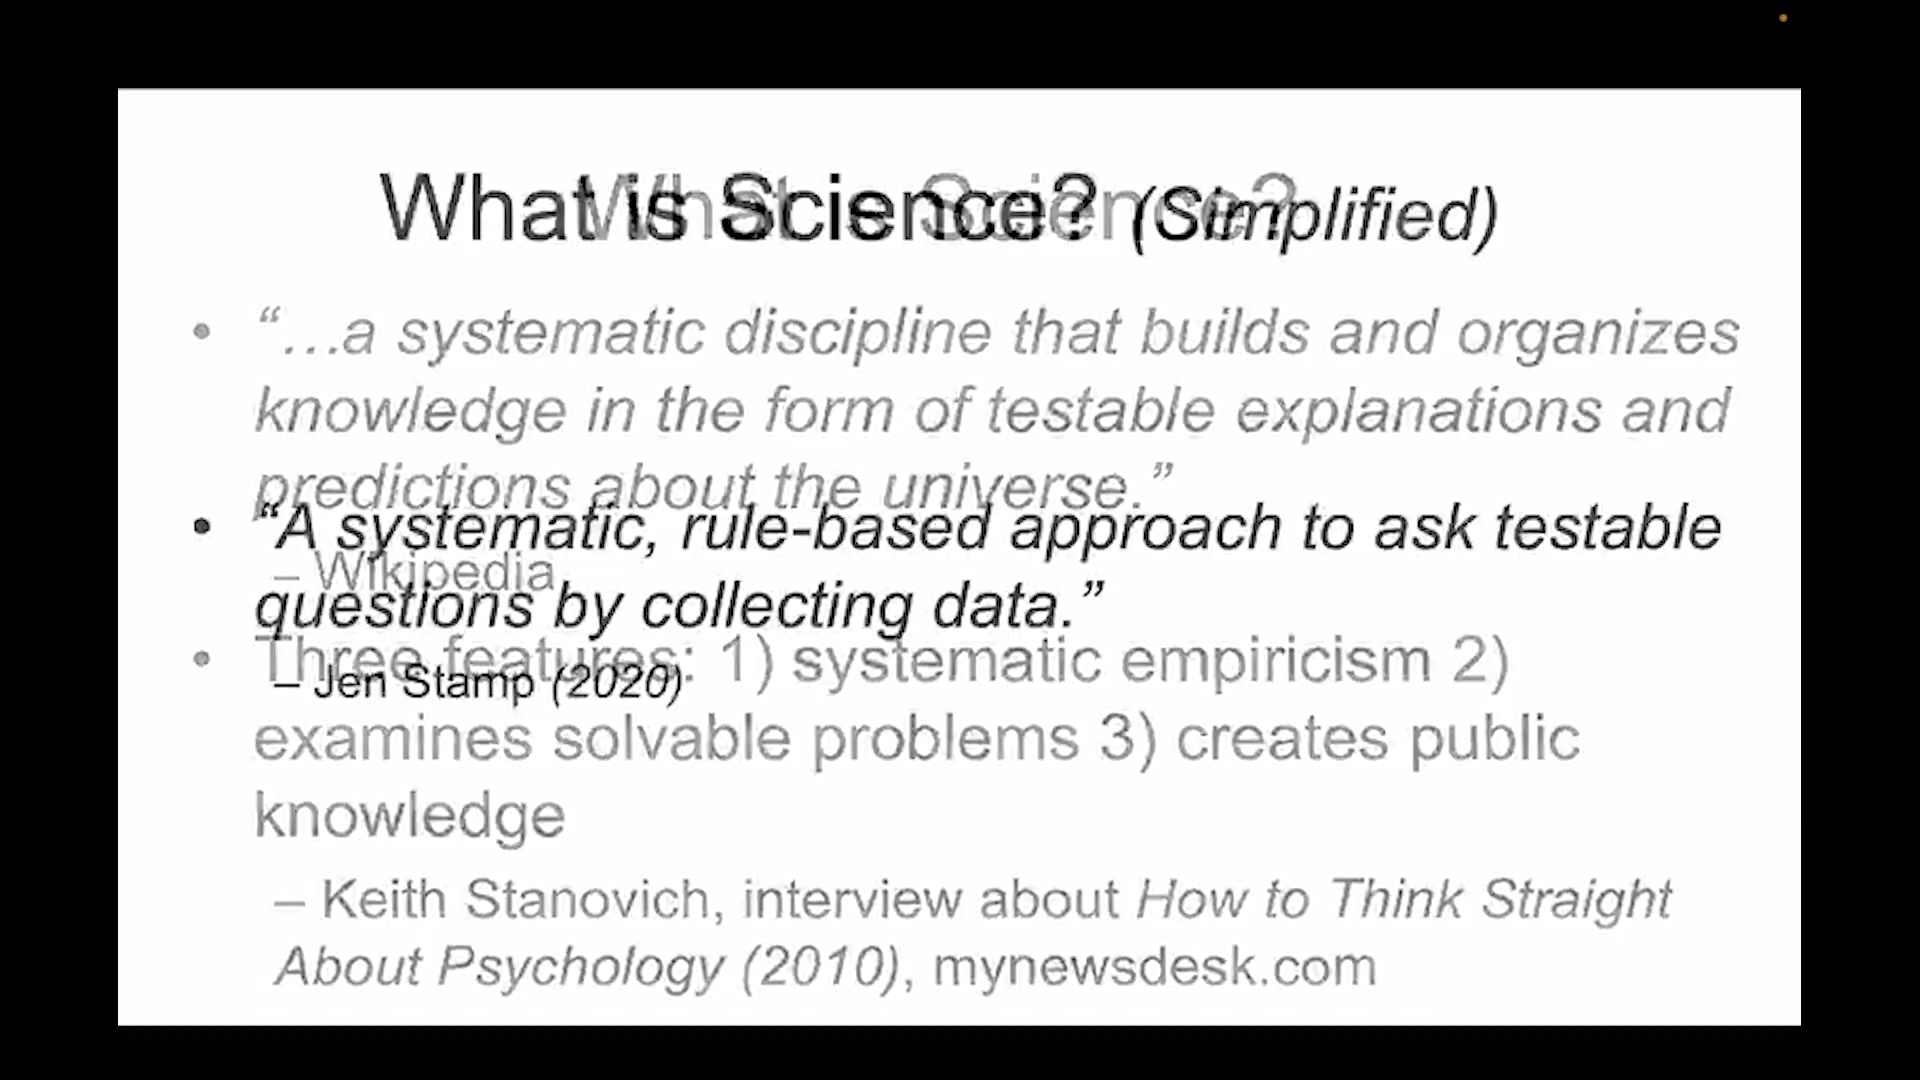 What is Science? (Simplified)
What is Science?
• “…a systematic discipline that builds and organizes
knowledge in the form of testable explanations and
predictions about the universe.”
• “A systematic, rule-based approach to ask testable
– Wikipedia
questions by collecting data.”
• Three features: 1) systematic empiricism 2)
– Jen Stamp (2020)
examines solvable problems 3) creates public
knowledge
– Keith Stanovich, interview about How to Think Straight
About Psychology (2010), mynewsdesk.com